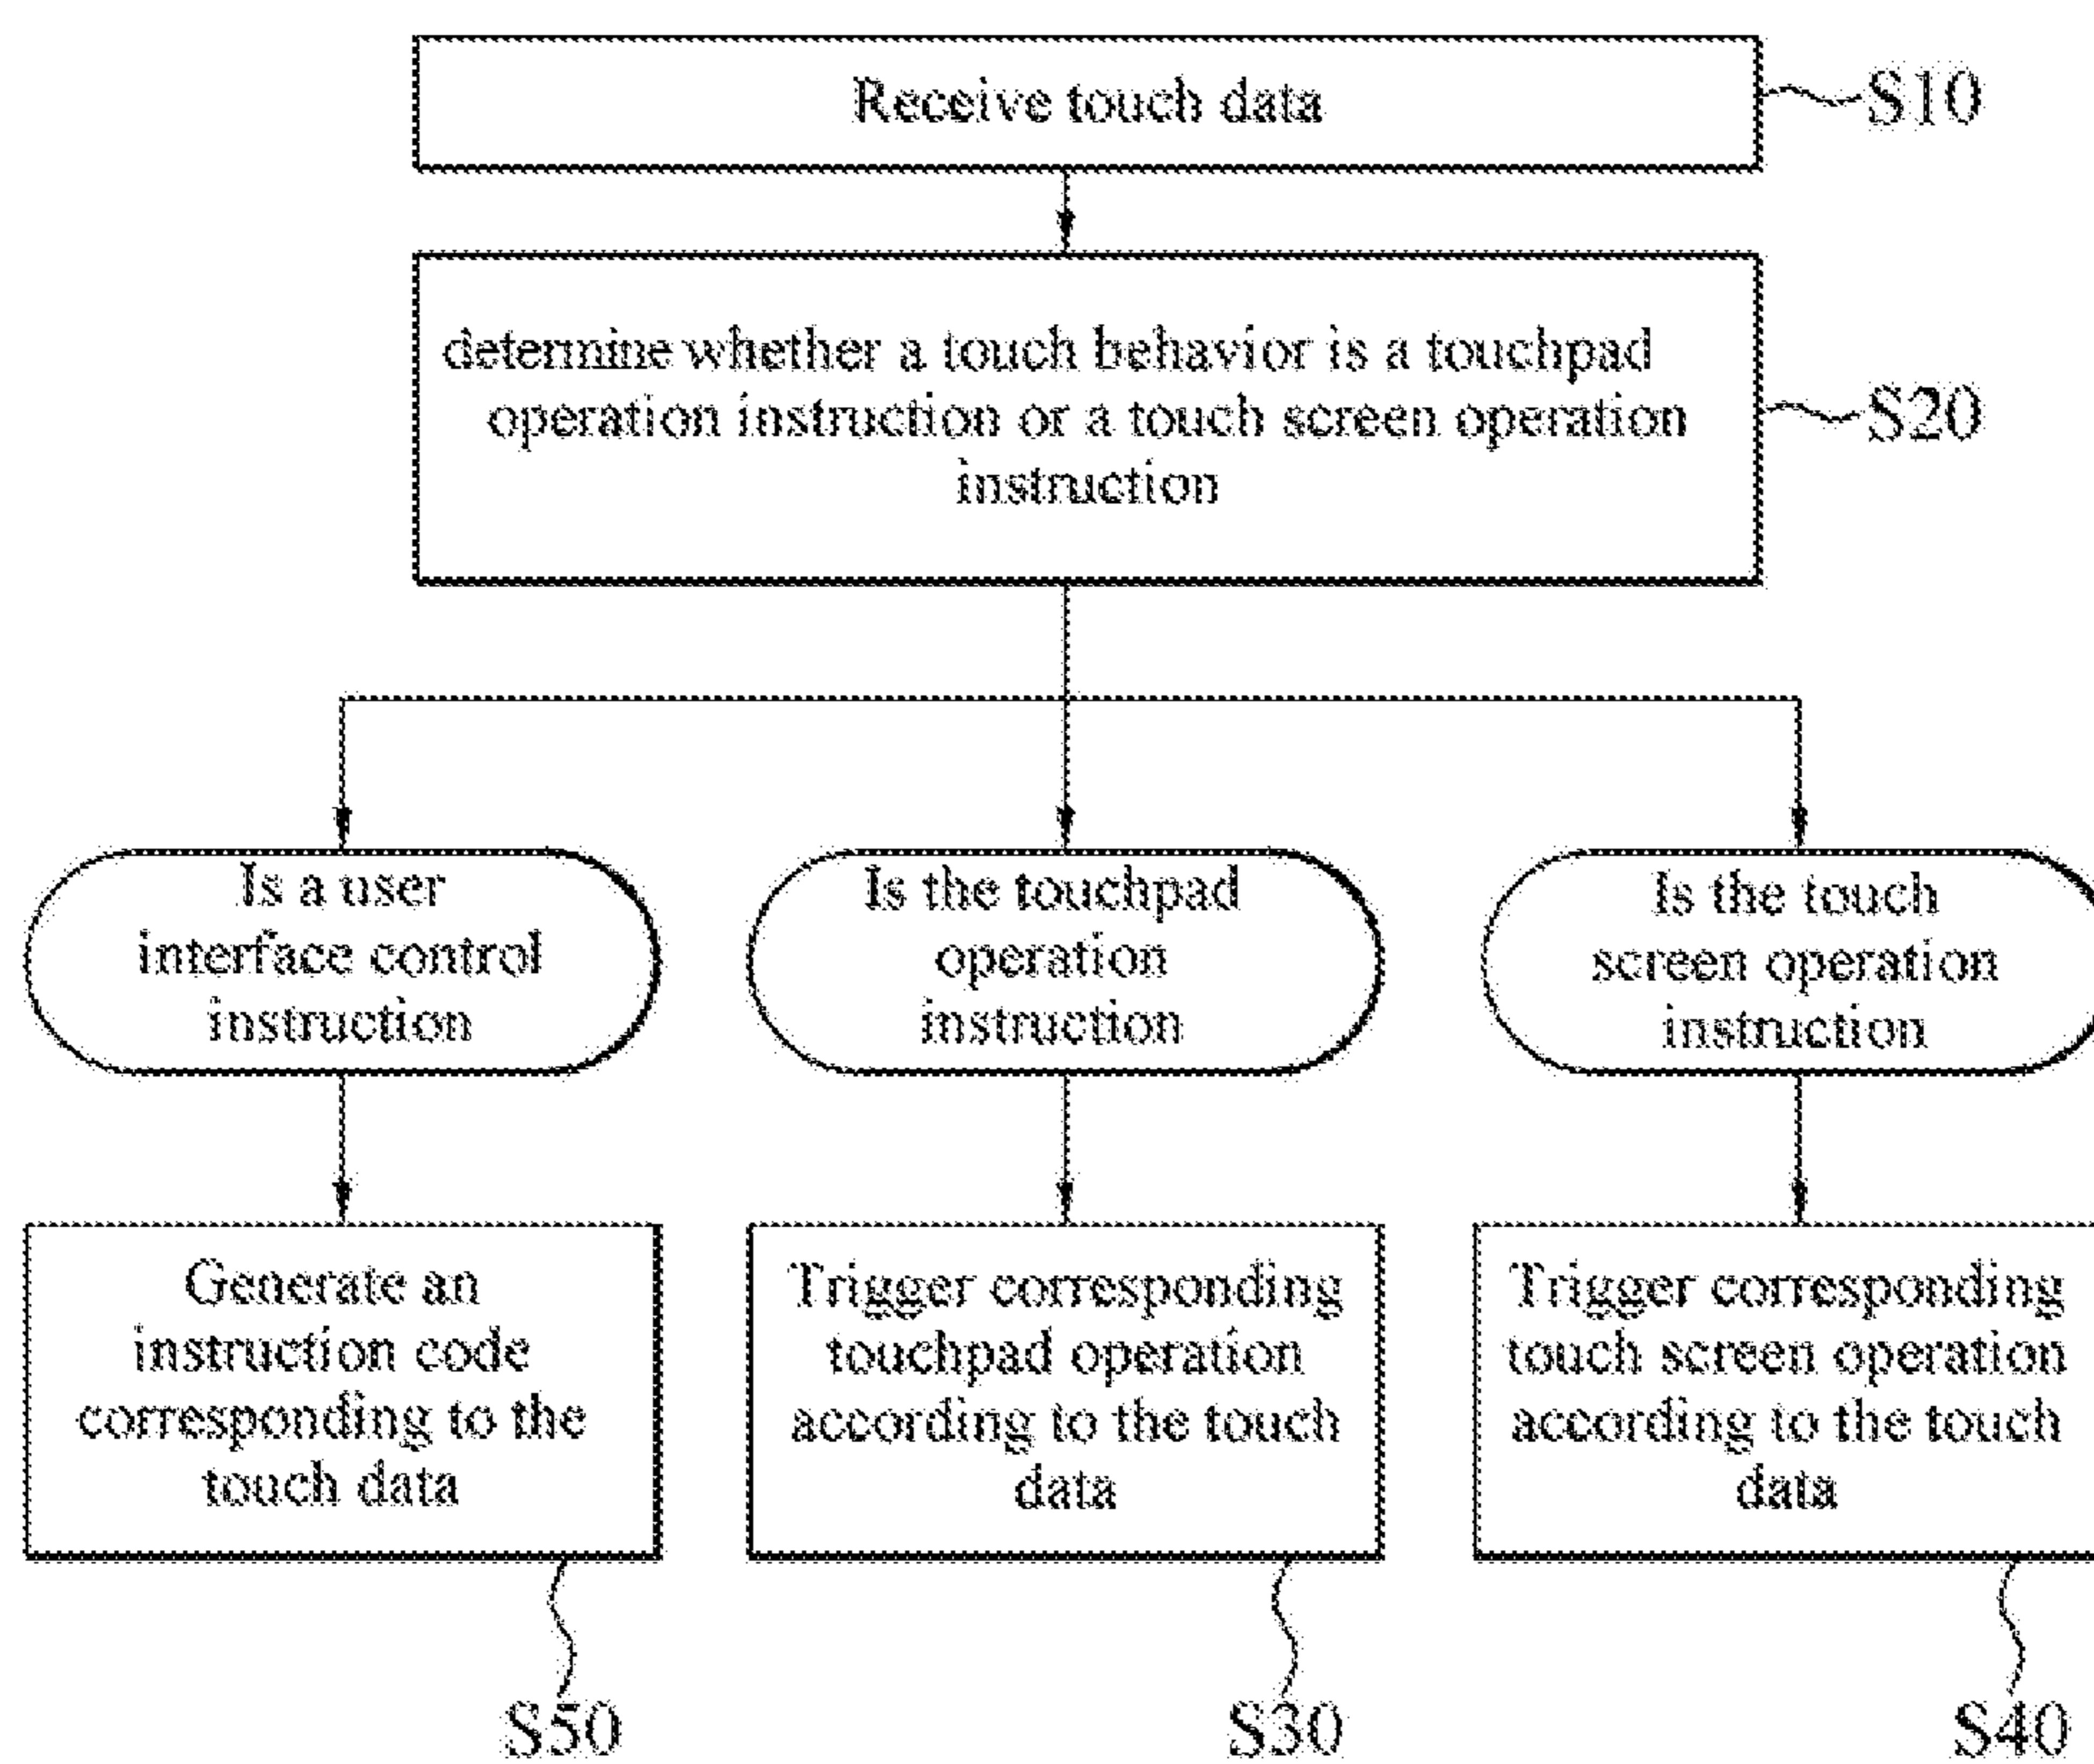 Receive touch data
S10
determine whether a touch behavior is a touchpad
operation instruction or a touch screen operation
instruction
S20
Is a user
interface control
instruction
Is the touchpad
operation
instruction
Is the touch
screen operation
instruction
Generate an
instruction code
corresponding to the
touch data
Trigger corresponding
touchpad operation
according to the touch
data
Trigger corresponding
touch screen operation
according to the touch
data
S50
S30
S40